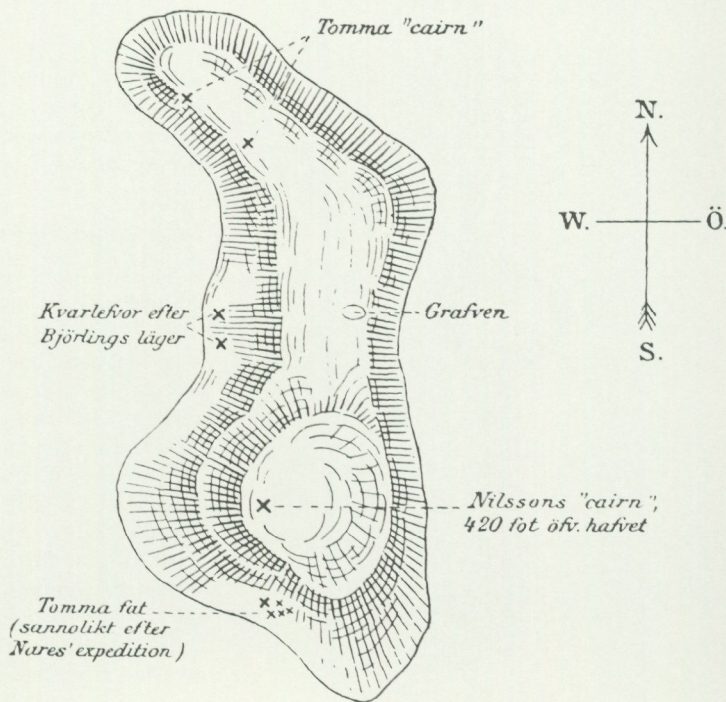 Tomma "cairn"
N.
W.
Ö.
S.
Kvarlefvor efter
Björlings läger
Grafven
Nilssons "cairn",
420 fot öfv. hafvet
Tomma fat
(sannolikt efter
Nares' expedition)